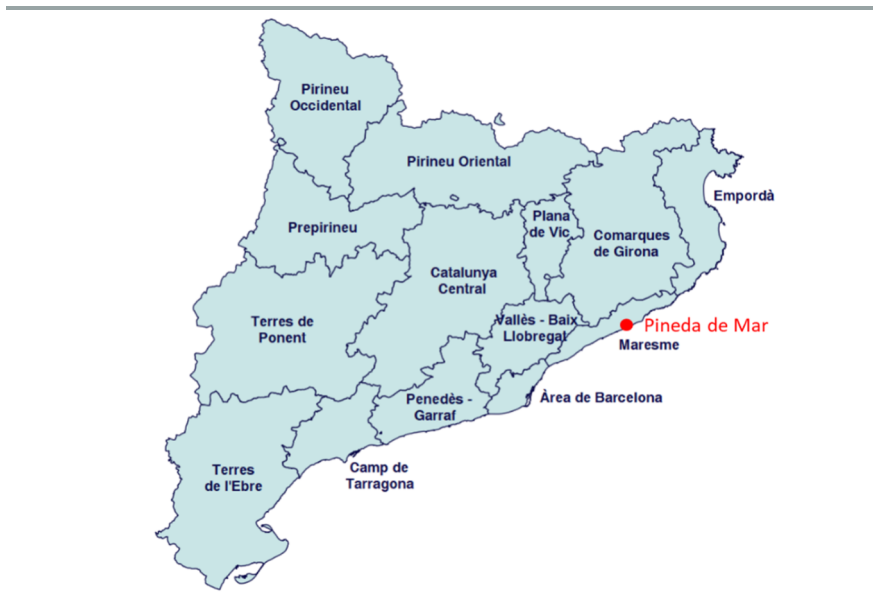 Pirineu
Occidental
Pirineu Oriental
Empordà
Plana
de Vic
Prepirineu
Comarques
de Girona
Catalunya
Central
Terres de
Ponent
Vallès - Baix
Llobregat
Pineda de Mar
Maresme
Penedès -
Garraf
Àrea de Barcelona
Terres
de l'Ebre
Camp de
Tarragona